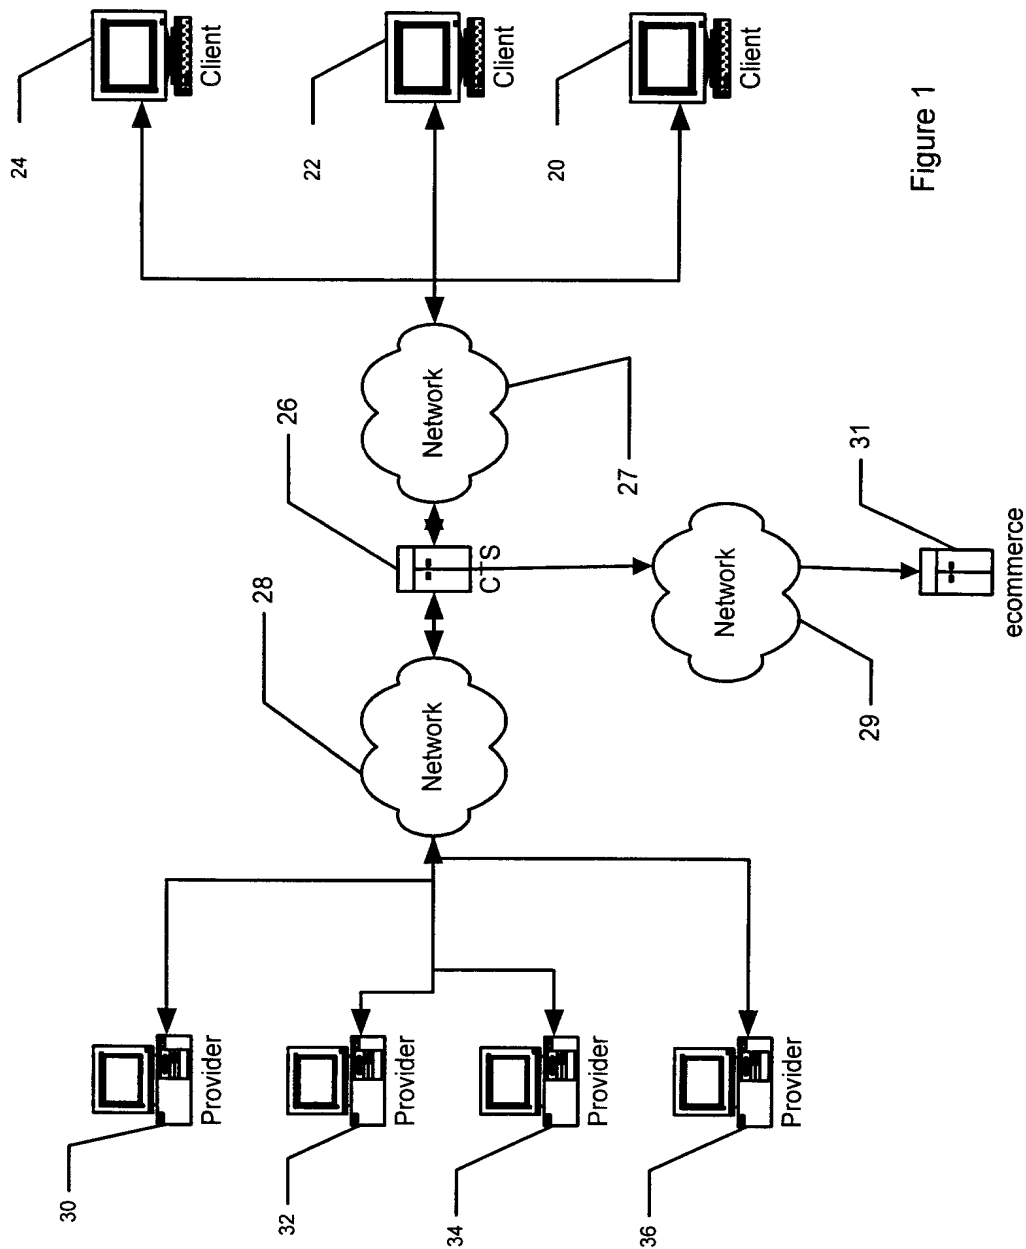 24
Client
22
Client
20
Client
Figure 1
Network
27
26
CTS
31
ecommerce
Network
29
28
Network
Provider
30
Provider
32
Provider
34
Provider
36